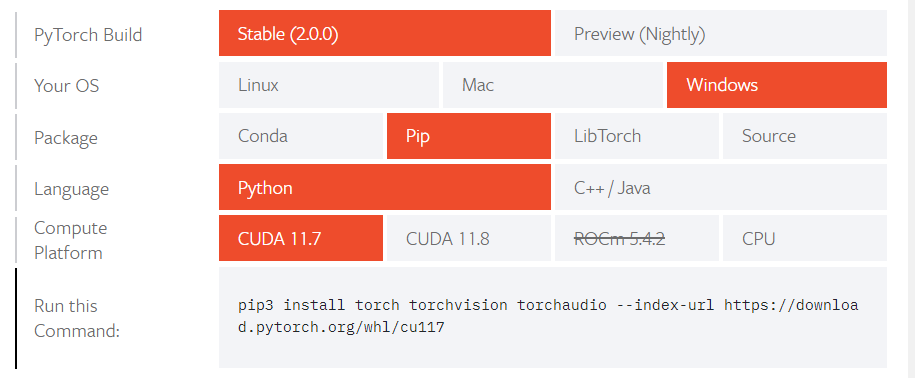 PyTorch Build
Stable (2.0.0)
Preview (Nightly)
Your OS
Linux
Mac
Windows
Package
Conda
Pip
LibTorch
Source
Language
Python
C++ / Java
Compute
Platform
CUDA 11.7
CUDA 11.8
ROCm 5.4.2
CPU
Run this
Command:
pip3 install torch torchvision torchaudio --index-url https://downloa
d.pytorch.org/whl/cu117